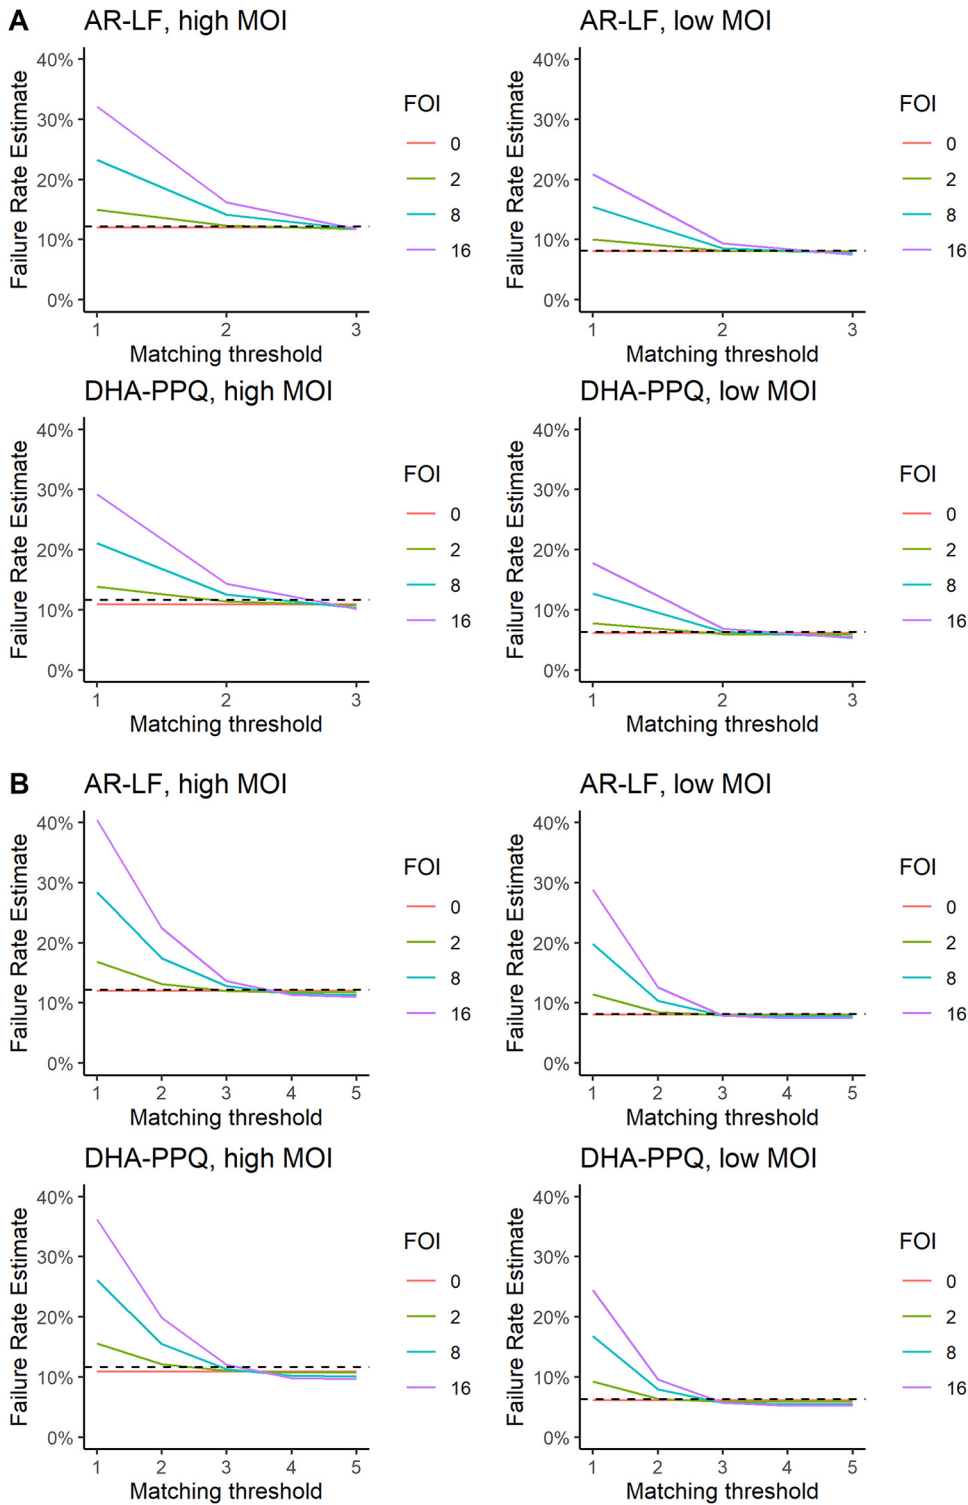 A
AR-LF, high MOI
Failure Rate Estimate
40%
30%
20%
10%
0%
1 2 3
Matching threshold
FOI
0
2
8
16
AR-LF, low MOI
Failure Rate Estimate
40%
30%
20%
10%
0%
1 2 3
Matching threshold
FOI
0
2
8
16
DHA-PPQ, high MOI
Failure Rate Estimate
40%
30%
20%
10%
0%
1 2 3
Matching threshold
FOI
0
2
8
16
DHA-PPQ, low MOI
Failure Rate Estimate
40%
30%
20%
10%
0%
1 2 3
Matching threshold
FOI
0
2
8
16
B
AR-LF, high MOI
Failure Rate Estimate
40%
30%
20%
10%
0%
1 2 3 4 5
Matching threshold
FOI
0
2
8
16
AR-LF, low MOI
Failure Rate Estimate
40%
30%
20%
10%
0%
1 2 3 4 5
Matching threshold
FOI
0
2
8
16
DHA-PPQ, high MOI
Failure Rate Estimate
40%
30%
20%
10%
0%
1 2 3 4 5
Matching threshold
FOI
0
2
8
16
DHA-PPQ, low MOI
Failure Rate Estimate
40%
30%
20%
10%
0%
1 2 3 4 5
Matching threshold
FOI
0
2
8
16